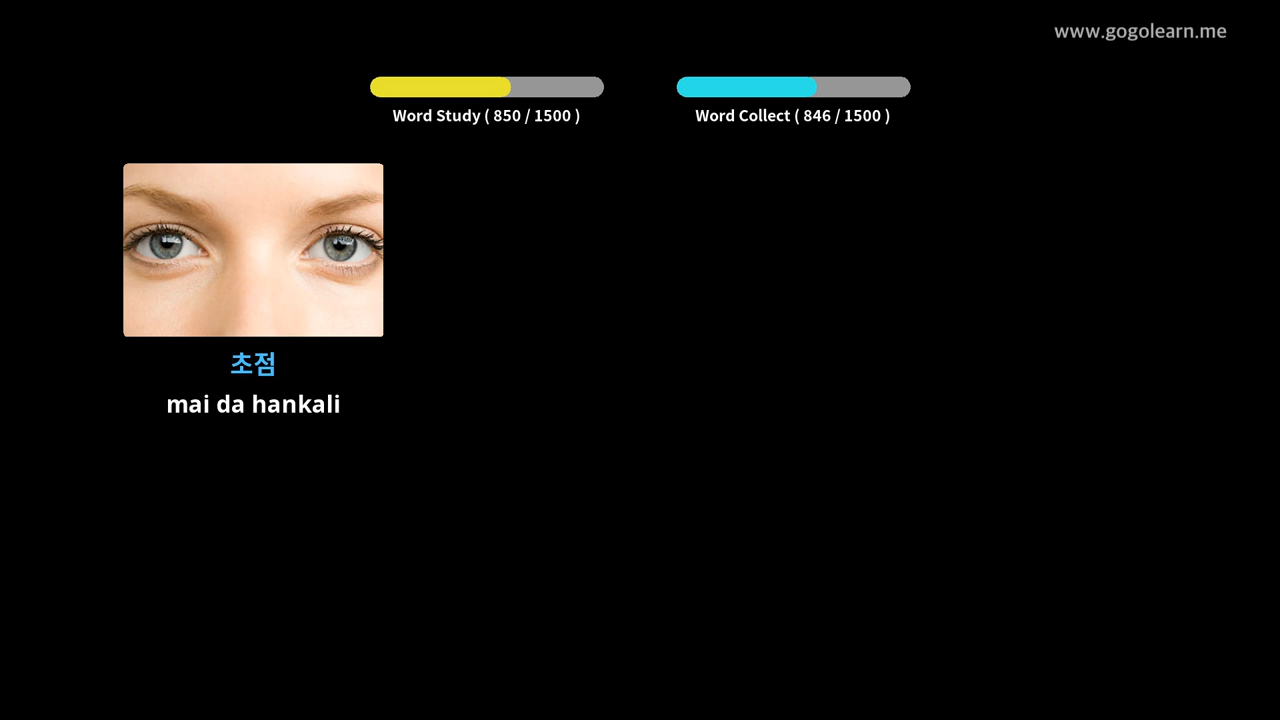 www.gogolearn.me
Word Study ( 850 / 1500 )
Word Collect ( 846 / 1500 )
초점
mai da hankali